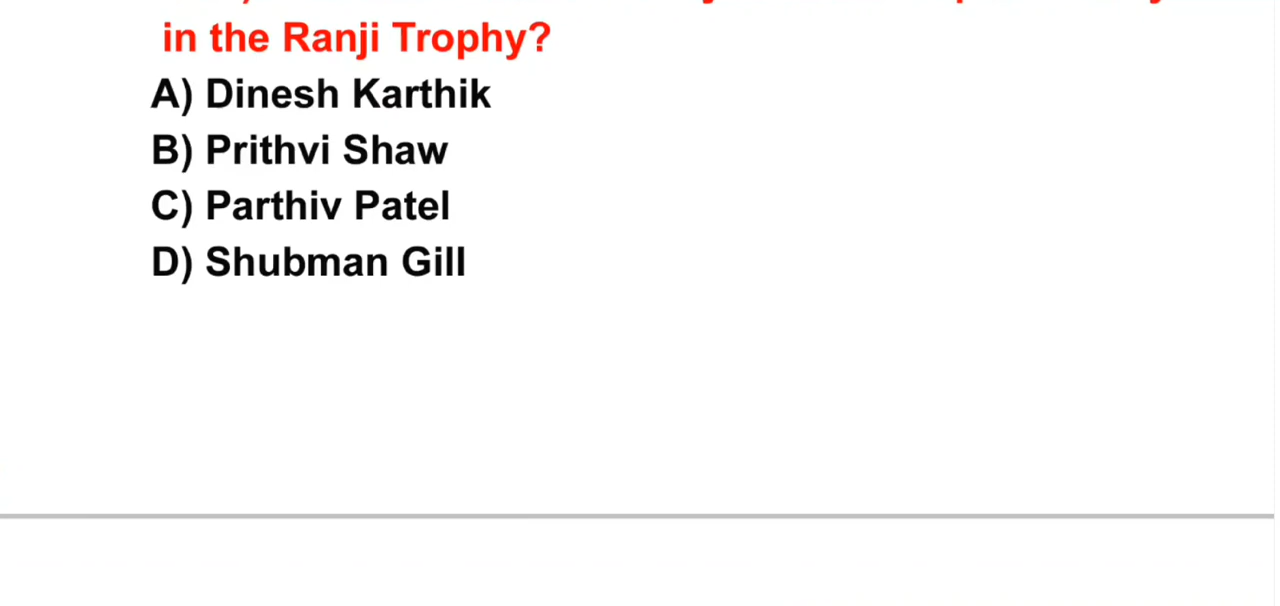 in the Ranji Trophy?
A) Dinesh Karthik
B) Prithvi Shaw
C) Parthiv Patel
D) Shubman Gill